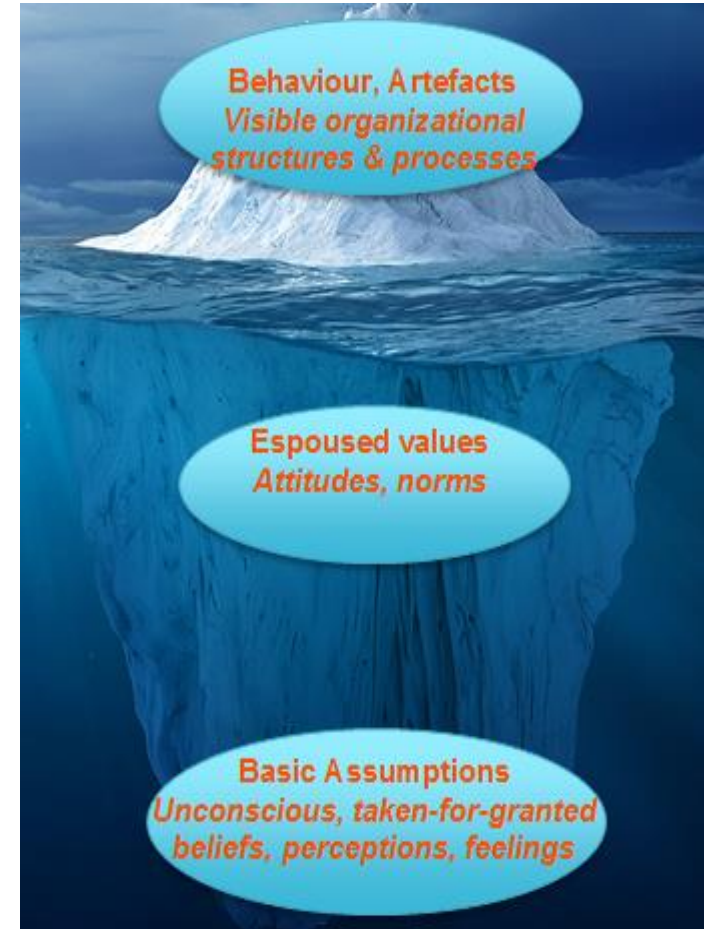 Behaviour, Artefacts
Visible organizational
structures & processes
Espoused values
Attitudes, norms
Basic Assumptions
Unconscious, taken-for-granted
beliefs, perceptions, feelings